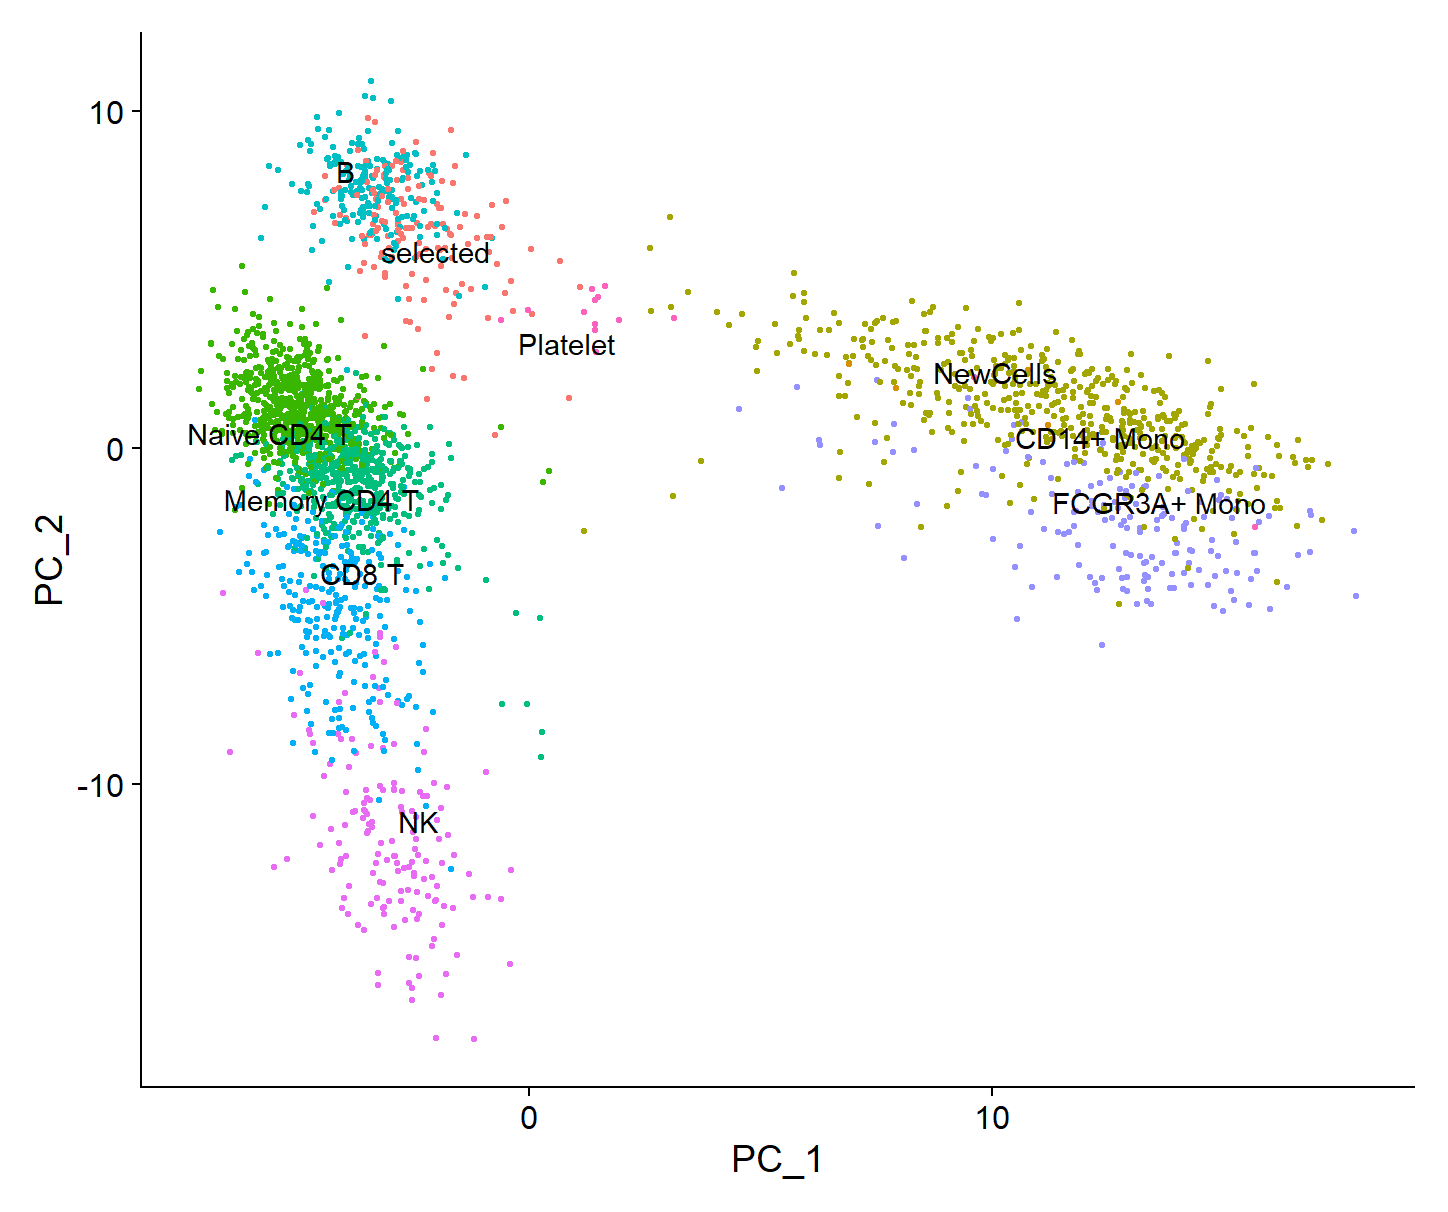 10
B
selected
Platelet
NewCells
Naive CD4 T
CD14+ Mono
0
Memory CD4 T
FCGR3A+ Mono
PC_2
CD8 T
-10
NK
0
10
PC_1